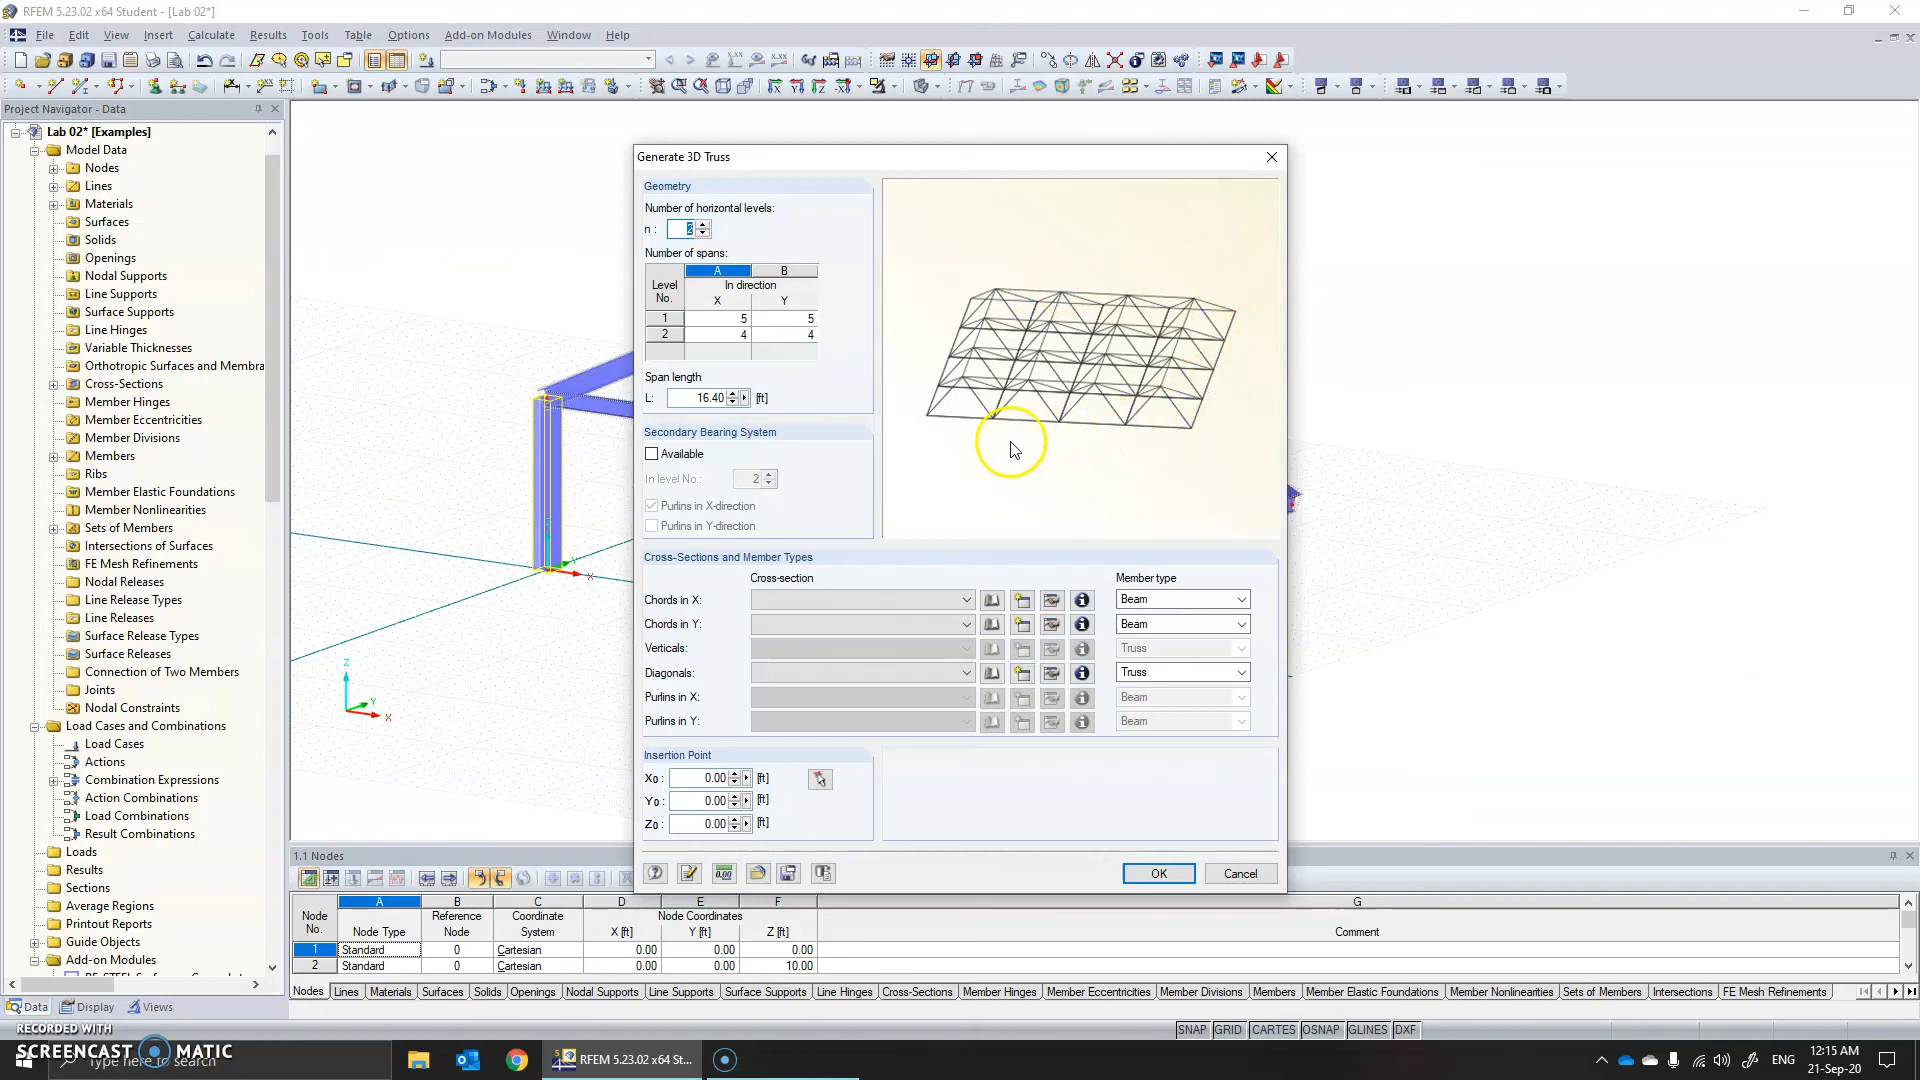 RFEM 5.23.02 x64 Student - [Lab 02*]
File Edit View Insert Calculate Results Tools Table Options Add-on Modules Window Help
Project Navigator - Data
Lab 02* [Examples]
Model Data
Nodes
Lines
Materials
Surfaces
Solids
Openings
Nodal Supports
Line Supports
Surface Supports
Line Hinges
Variable Thicknesses
Orthotropic Surfaces and Membra
Cross-Sections
Member Hinges
Member Eccentricities
Member Divisions
Members
Ribs
Member Elastic Foundations
Member Nonlinearities
Sets of Members
Intersections of Surfaces
FE Mesh Refinements
Nodal Releases
Line Release Types
Line Releases
Surface Release Types
Surface Releases
Connection of Two Members
Joints
Nodal Constraints
Load Cases and Combinations
Load Cases
Actions
Combination Expressions
Action Combinations
Load Combinations
Result Combinations
Loads
Results
Sections
Average Regions
Printout Reports
Guide Objects
Add-on Modules
Data Display Views
Z
Y
X
Y
X
Generate 3D Truss
Geometry
Number of horizontal levels:
n : 2
Number of spans:
A B
Level No. In direction
X Y
1 5 5
2 4 4
Span length
L: 16.40 [ft]
Secondary Bearing System
Available
In level No.: 2
Purlins in X-direction
Purlins in Y-direction
Cross-Sections and Member Types
Cross-section Member type
Chords in X: Beam
Chords in Y: Beam
Verticals: Truss
Diagonals: Truss
Purlins in X: Beam
Purlins in Y: Beam
Insertion Point
X0 : 0.00 [ft]
Y0 : 0.00 [ft]
Z0 : 0.00 [ft]
0.00
OK Cancel
1.1 Nodes
A B C D E F G
Node No. Node Type Reference Node Coordinate System Node Coordinates
X [ft] Y [ft] Z [ft] Comment
1 Standard 0 Cartesian 0.00 0.00 0.00
2 Standard 0 Cartesian 0.00 0.00 10.00
Nodes Lines Materials Surfaces Solids Openings Nodal Supports Line Supports Surface Supports Line Hinges Cross-Sections Member Hinges Member Eccentricities Member Divisions Members Member Elastic Foundations Member Nonlinearities Sets of Members Intersections FE Mesh Refinements
SNAP GRID CARTES OSNAP GLINES DXF
RECORDED WITH
SCREENCAST MATIC
Type here to search
RFEM 5.23.02 x64 St...
ENG
12:15 AM
21-Sep-20